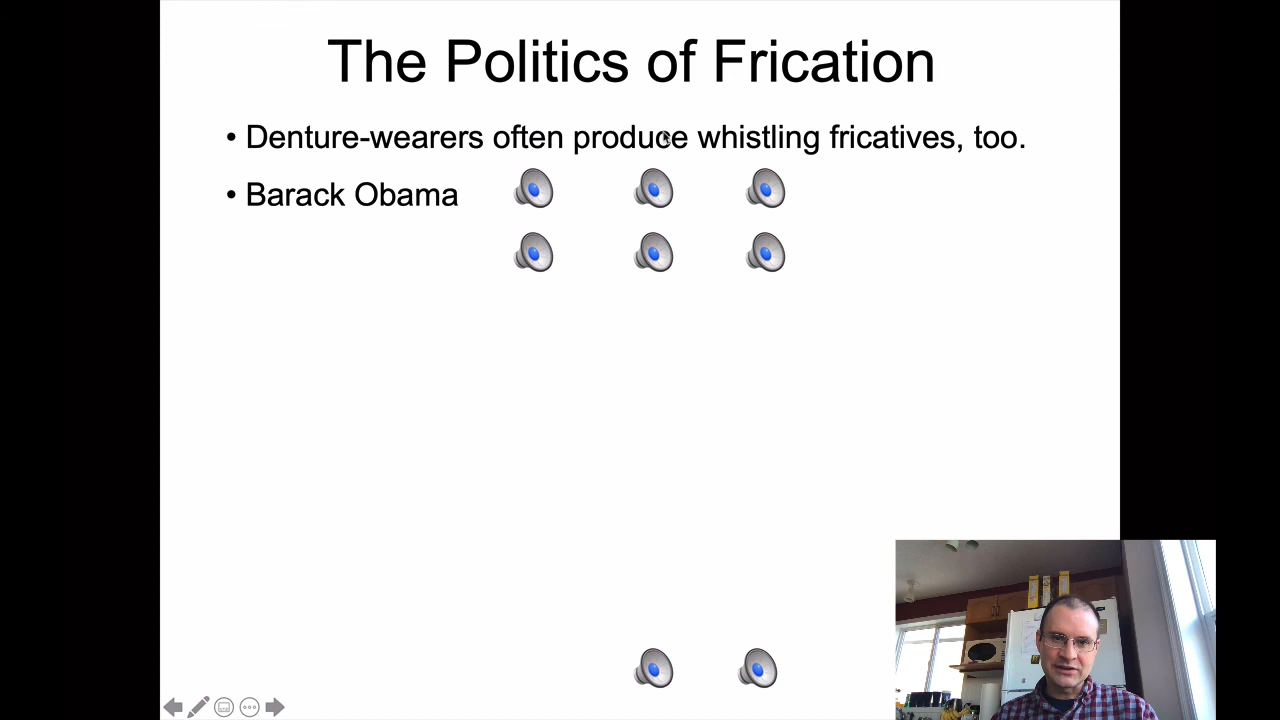 The Politics of Frication
• Denture-wearers often produce whistling fricatives, too.
• Barack Obama